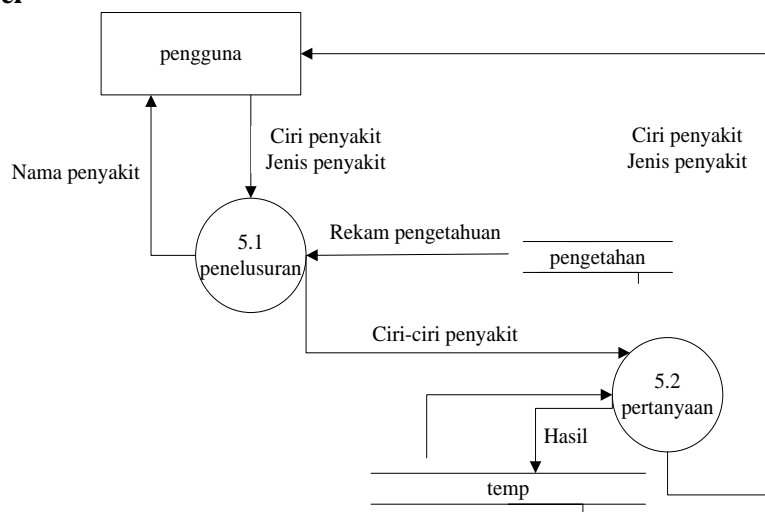 pengguna
Ciri penyakit
Jenis penyakit
Ciri penyakit
Jenis penyakit
Nama penyakit
5.1
penelusuran
Rekam pengetahuan
pengetahan
Ciri-ciri penyakit
5.2
pertanyaan
Hasil
temp